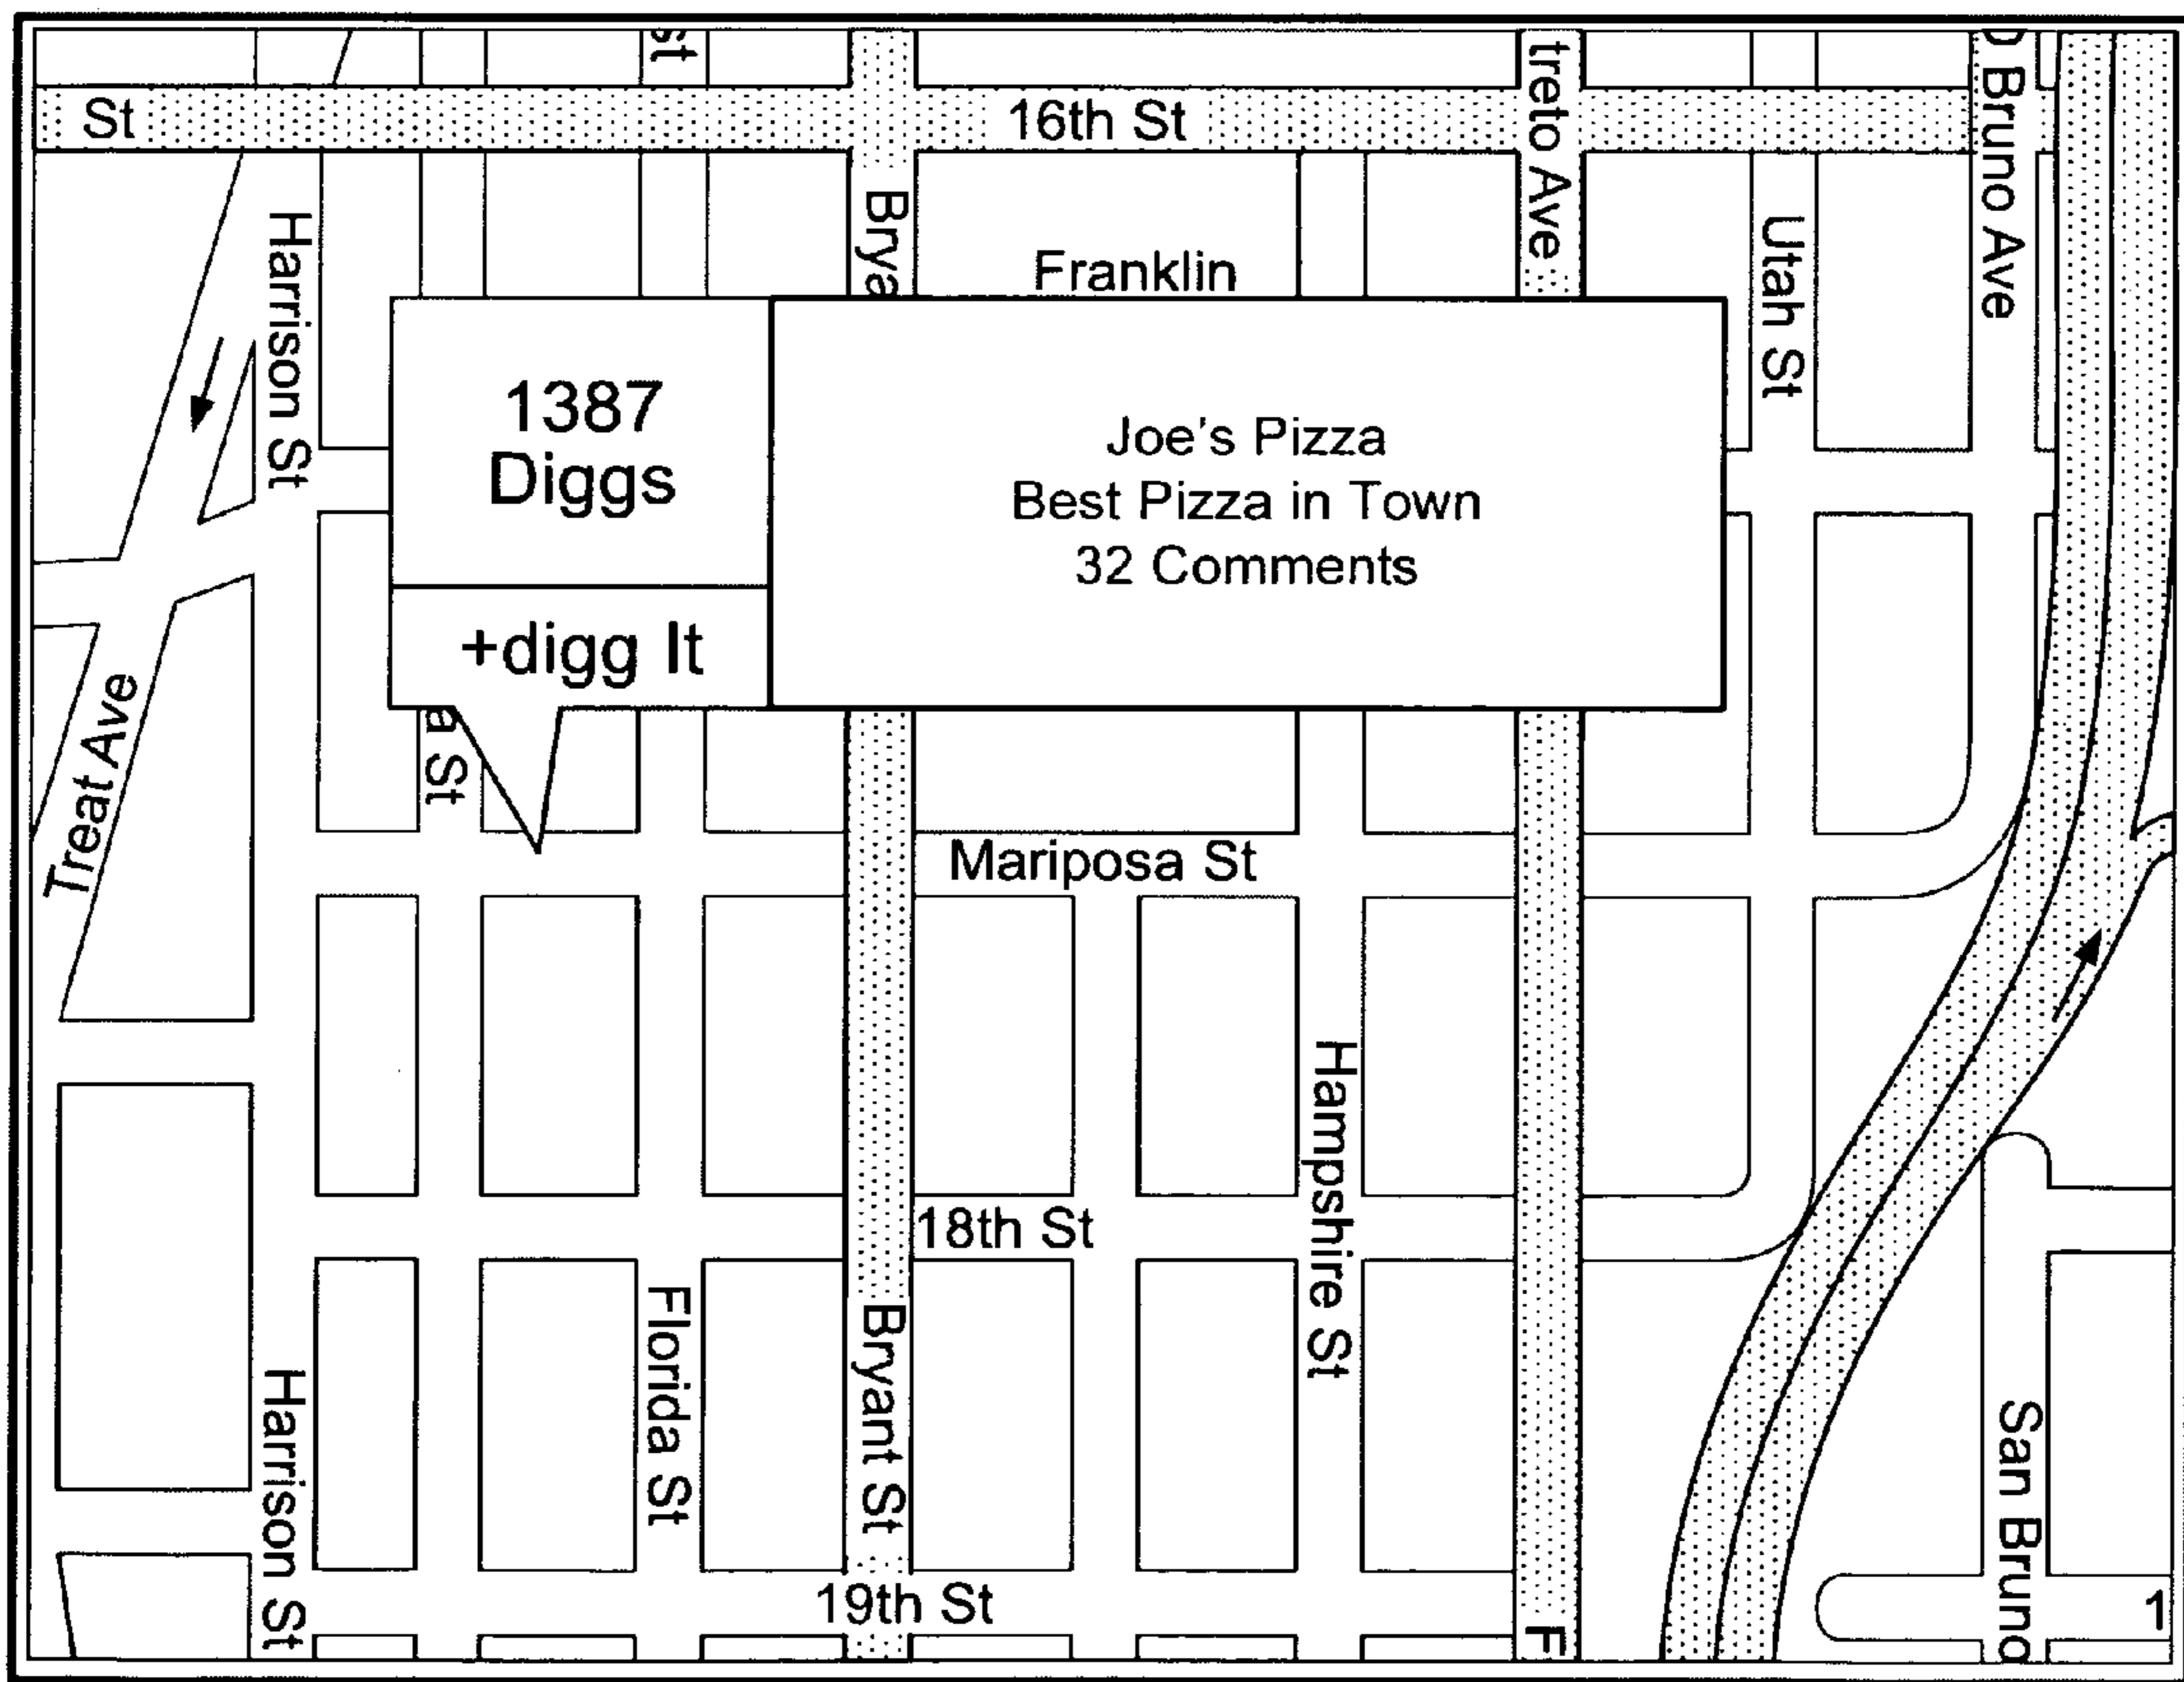 st
St
16th St
treto Ave
Bruno Ave
Harrison St
Brya
Franklin
Utah St
1387
Diggs
+digg It
Joe's Pizza
Best Pizza in Town
32 Comments
a St
Treat Ave
Mariposa St
Hampshire St
18th St
Florida St
Bryant St
Harrison St
San Bruno
19th St
F
1